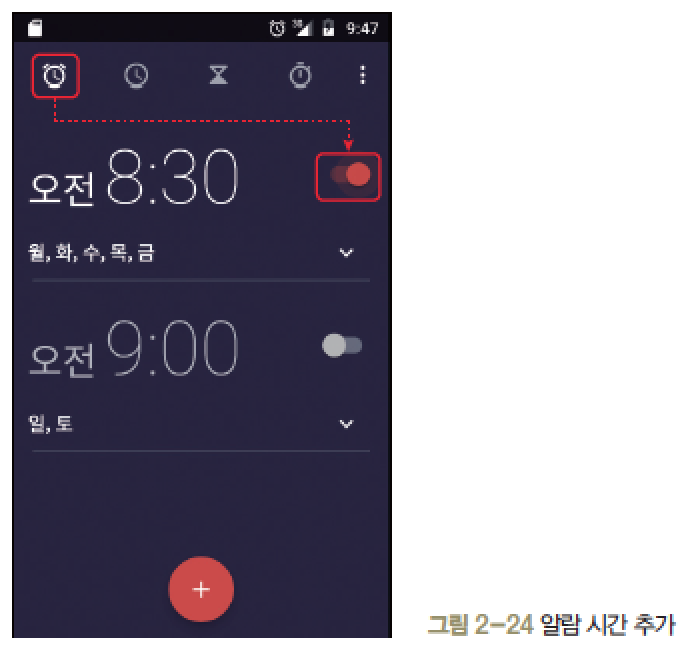 9:47
오전 8:30
월, 화, 수, 목, 금
오전 9:00
일, 토
+
그림 2-24 알람 시간 추가